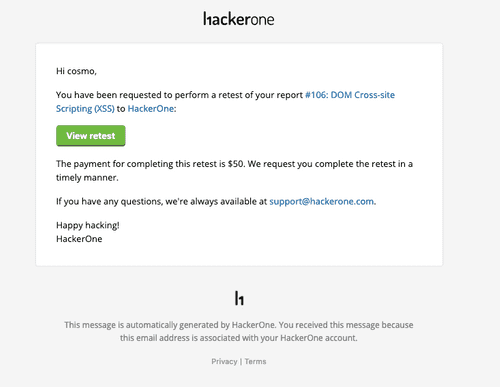 hackerone
Hi cosmo,
You have been requested to perform a retest of your report #106: DOM Cross-site
Scripting (XSS) to HackerOne:
View retest
The payment for completing this retest is $50. We request you complete the retest in a
timely manner.
If you have any questions, we're always available at support@hackerone.com.
Happy hacking!
HackerOne
h1
This message is automatically generated by HackerOne. You received this message because
this email address is associated with your HackerOne account.
Privacy | Terms